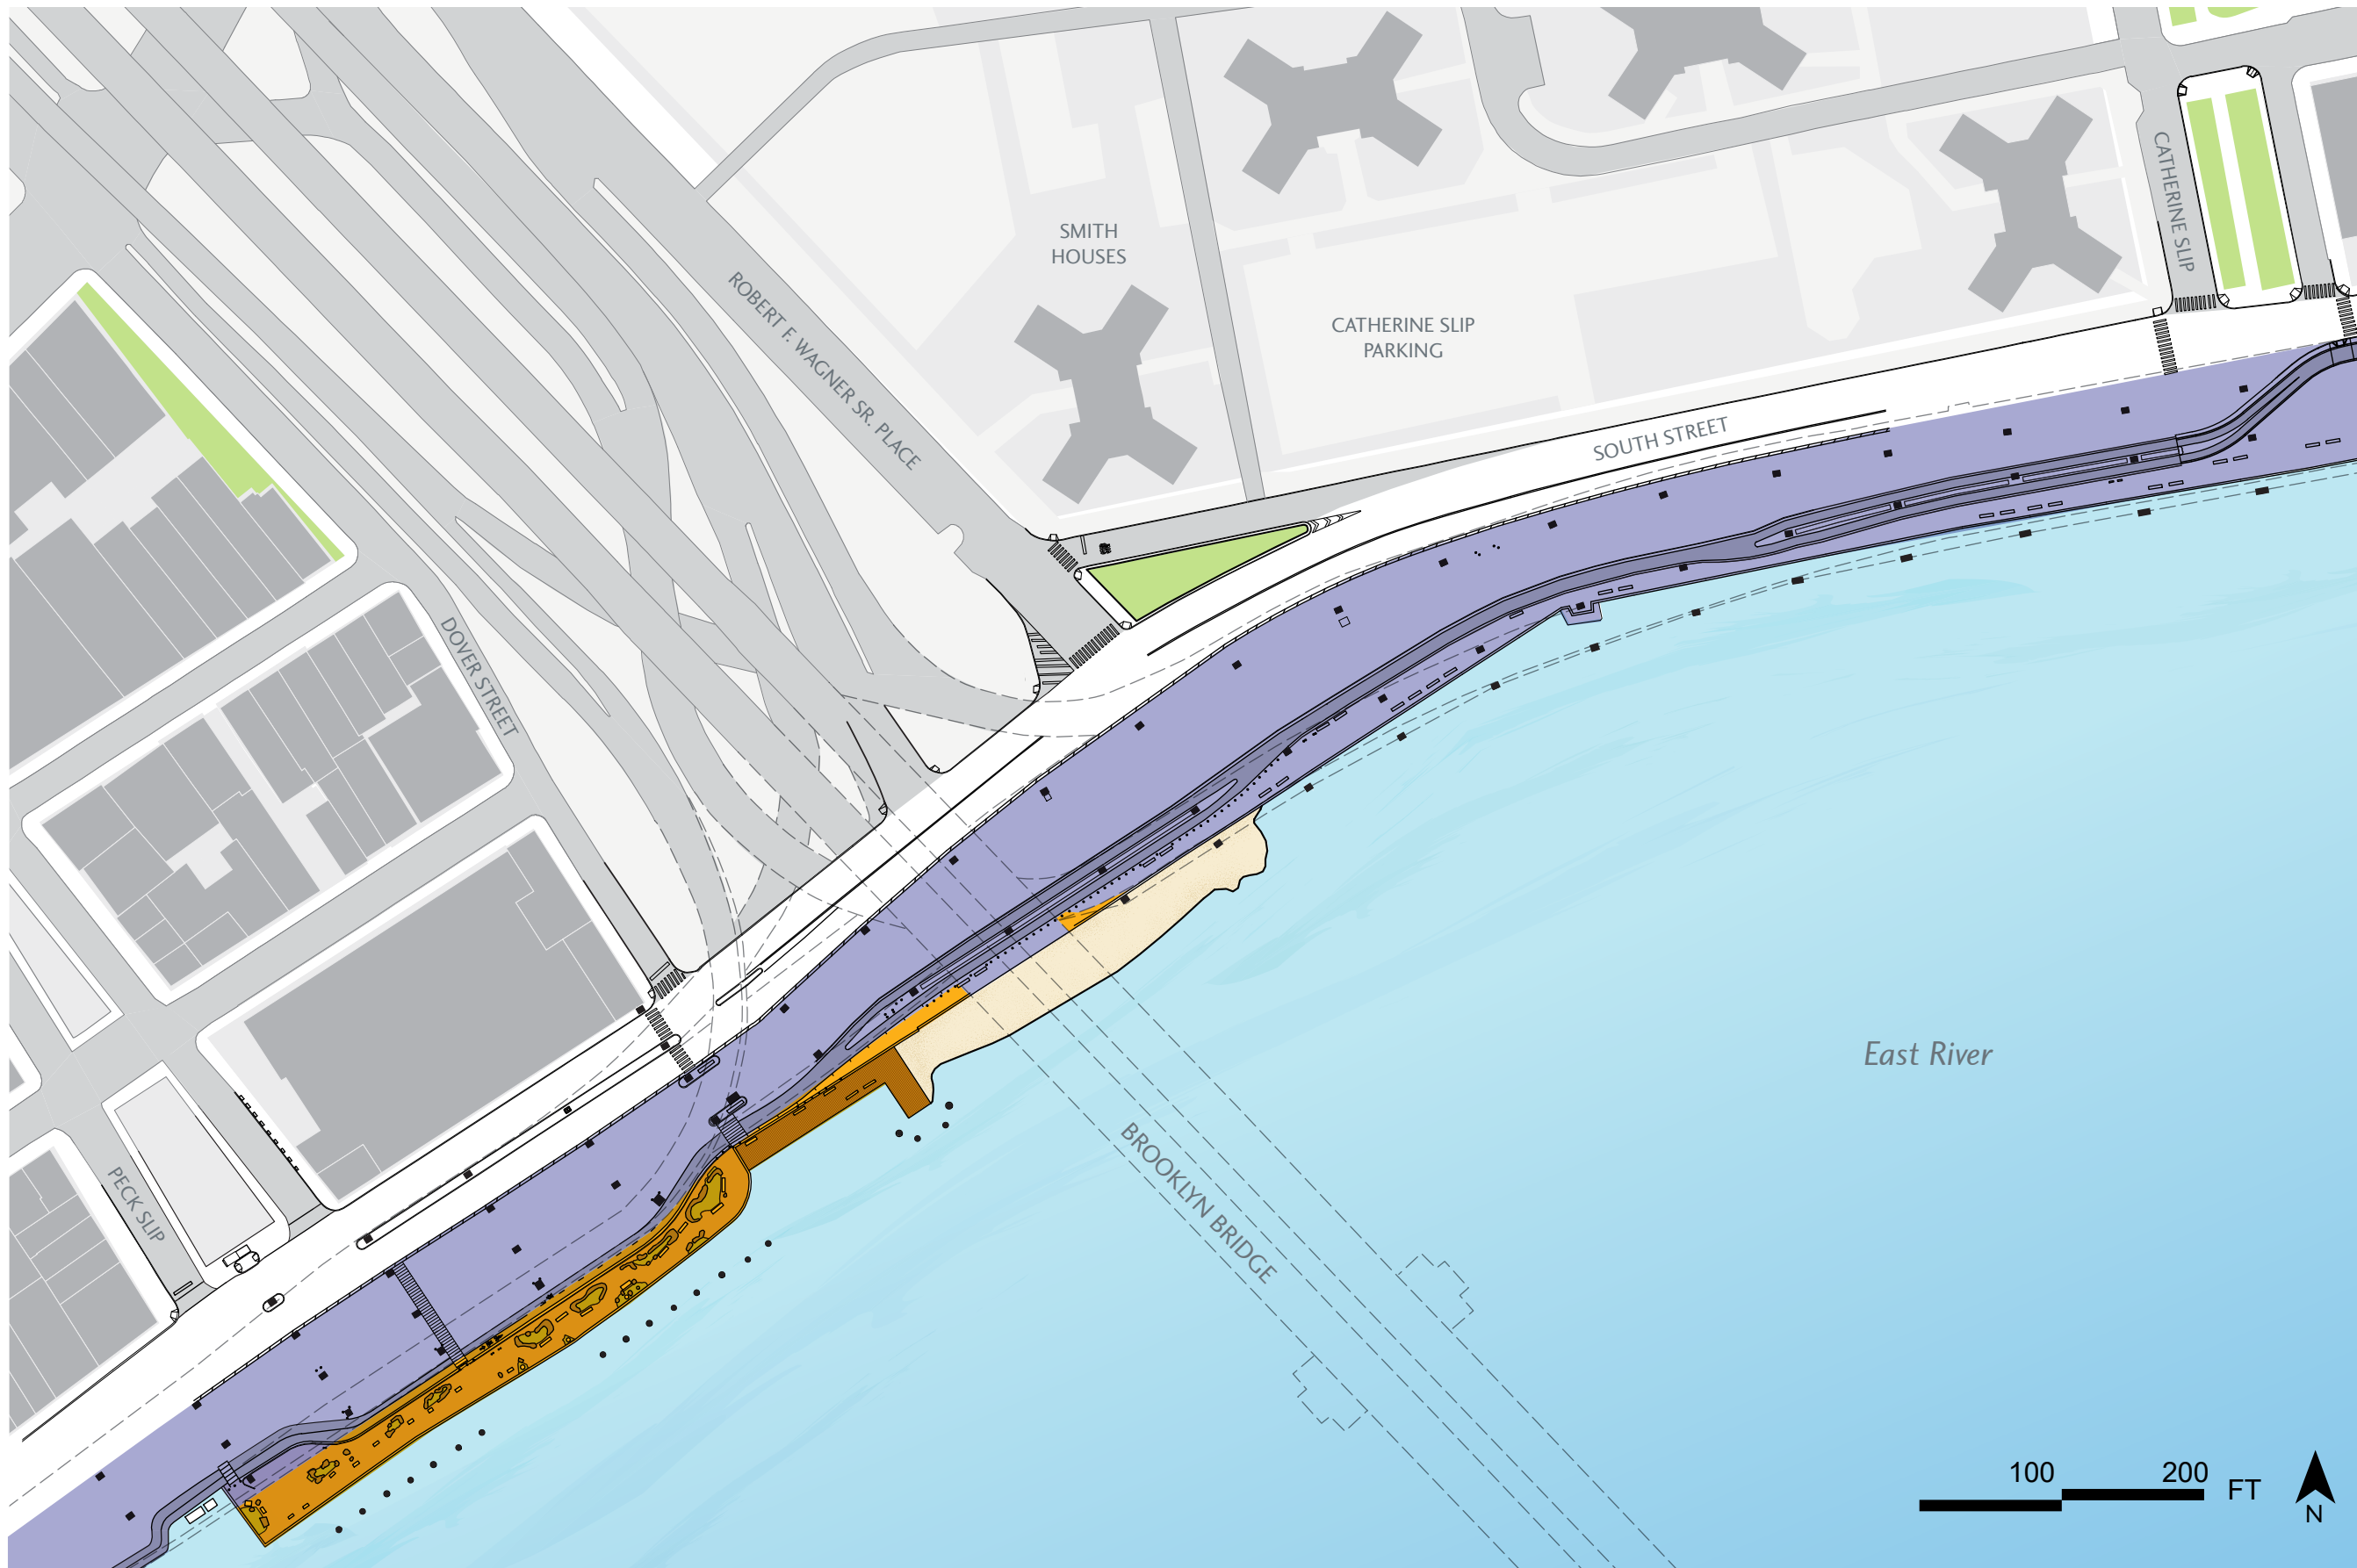 CATHERINE SLIP
SMITH
HOUSES
ROBERT F. WAGNER SR. PLACE
CATHERINE SLIP
PARKING
SOUTH STREET
DOVER STREET
East River
BROOKLYN BRIDGE
PECK SLIP
100 200 FT
N